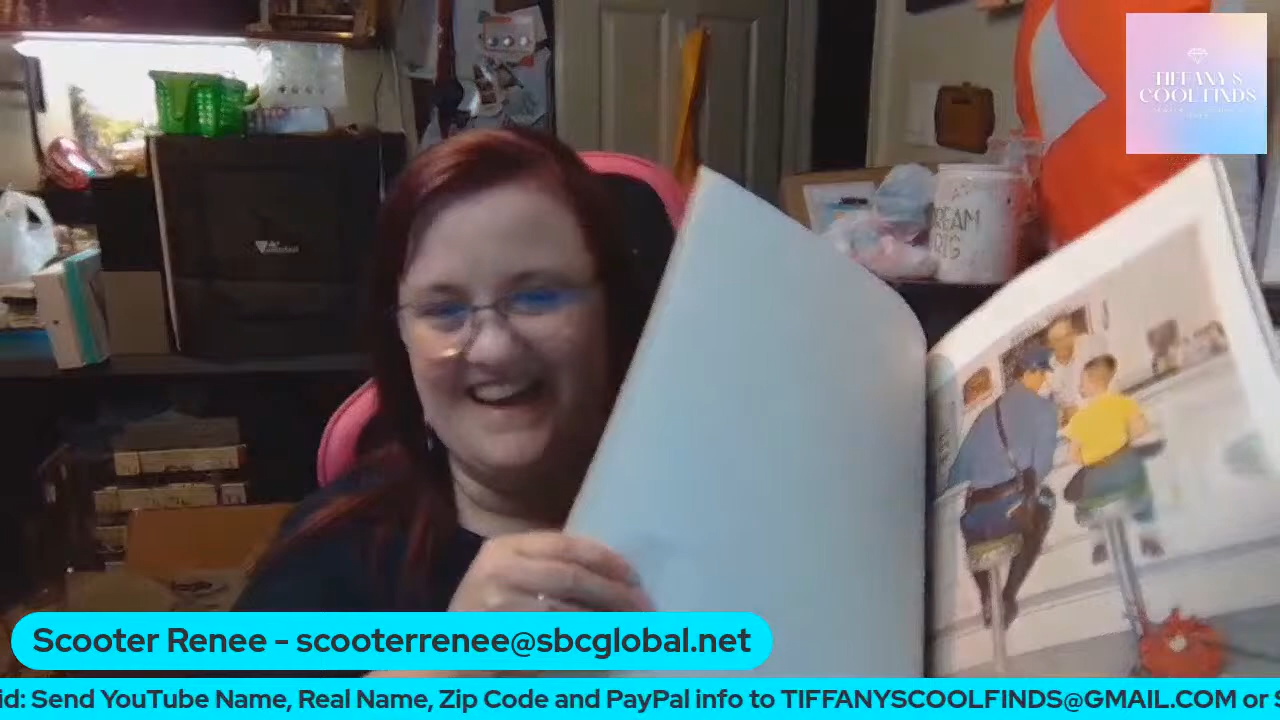 TIFFANY'S
COOL FINDS
DREAM
BIG
Scooter Renee - scooterrenee@sbcglobal.net
id: Send YouTube Name, Real Name, Zip Code and PayPal info to TIFFANYSCOOLFINDS@GMAIL.COM or S